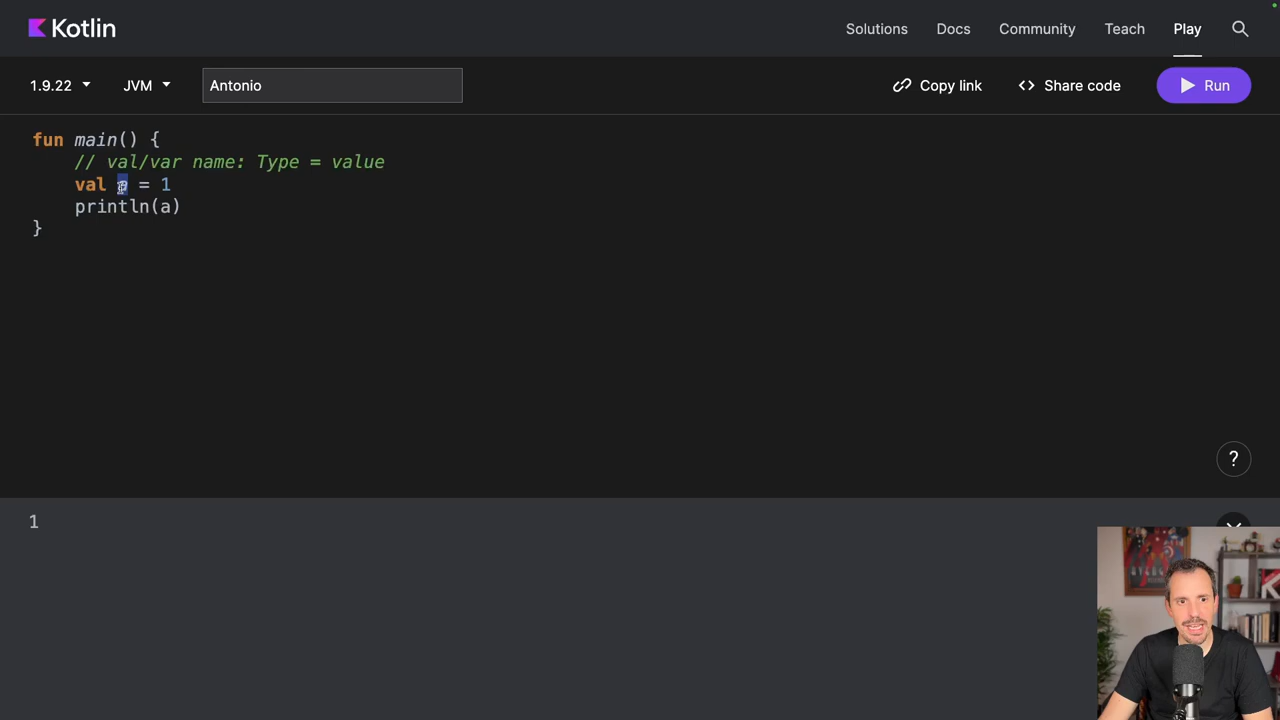 Kotlin
Solutions Docs Community Teach Play
1.9.22 JVM Antonio Copy link <> Share code Run
fun main() {
// val/var name: Type = value
val a = 1
println(a)
}
?
1